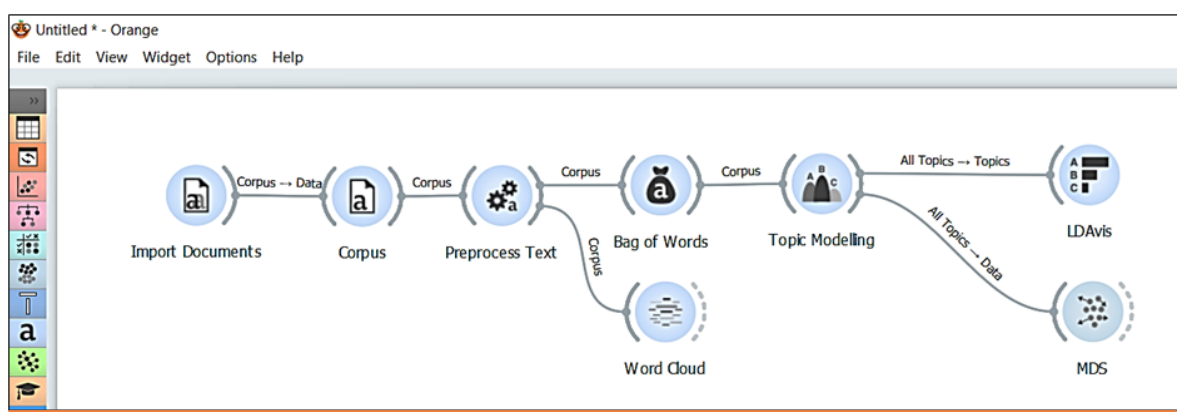 Untitled * - Orange
File Edit View Widget Options Help
Corpus → Data
Corpus
Corpus
Corpus
All Topics → Topics
Import Documents
Corpus
Preprocess Text
Bag of Words
Topic Modelling
LDAvis
Corpus
All Topics → Data
Word Cloud
MDS